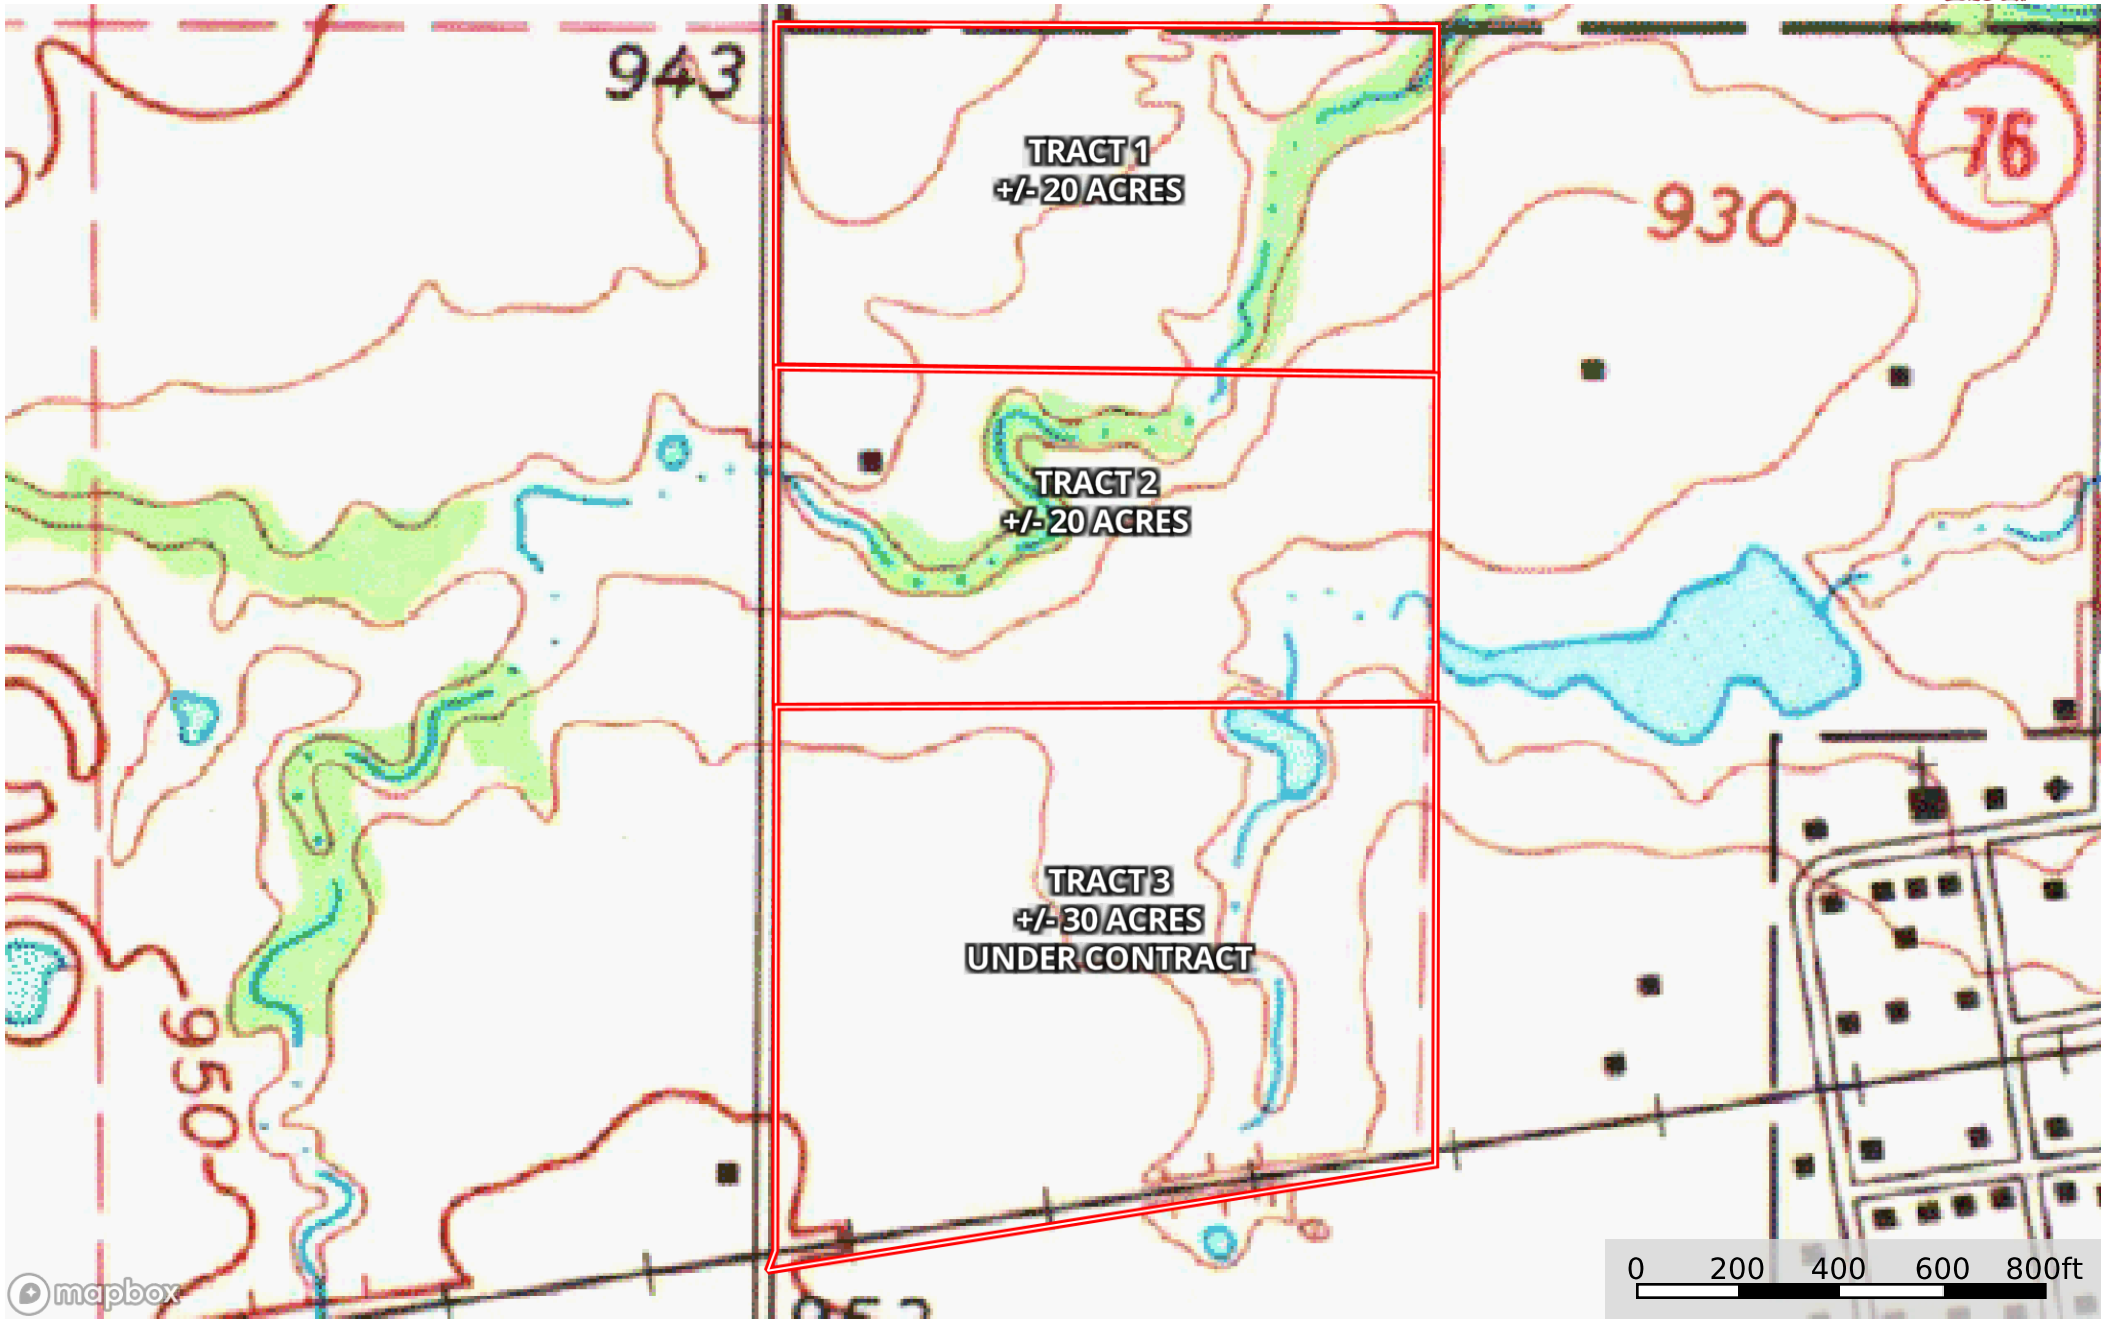 943
TRACT 1
+/- 20 ACRES
76
930
TRACT 2
+/- 20 ACRES
TRACT 3
+/- 30 ACRES
UNDER CONTRACT
950
mapbox
0 200 400 600 800ft